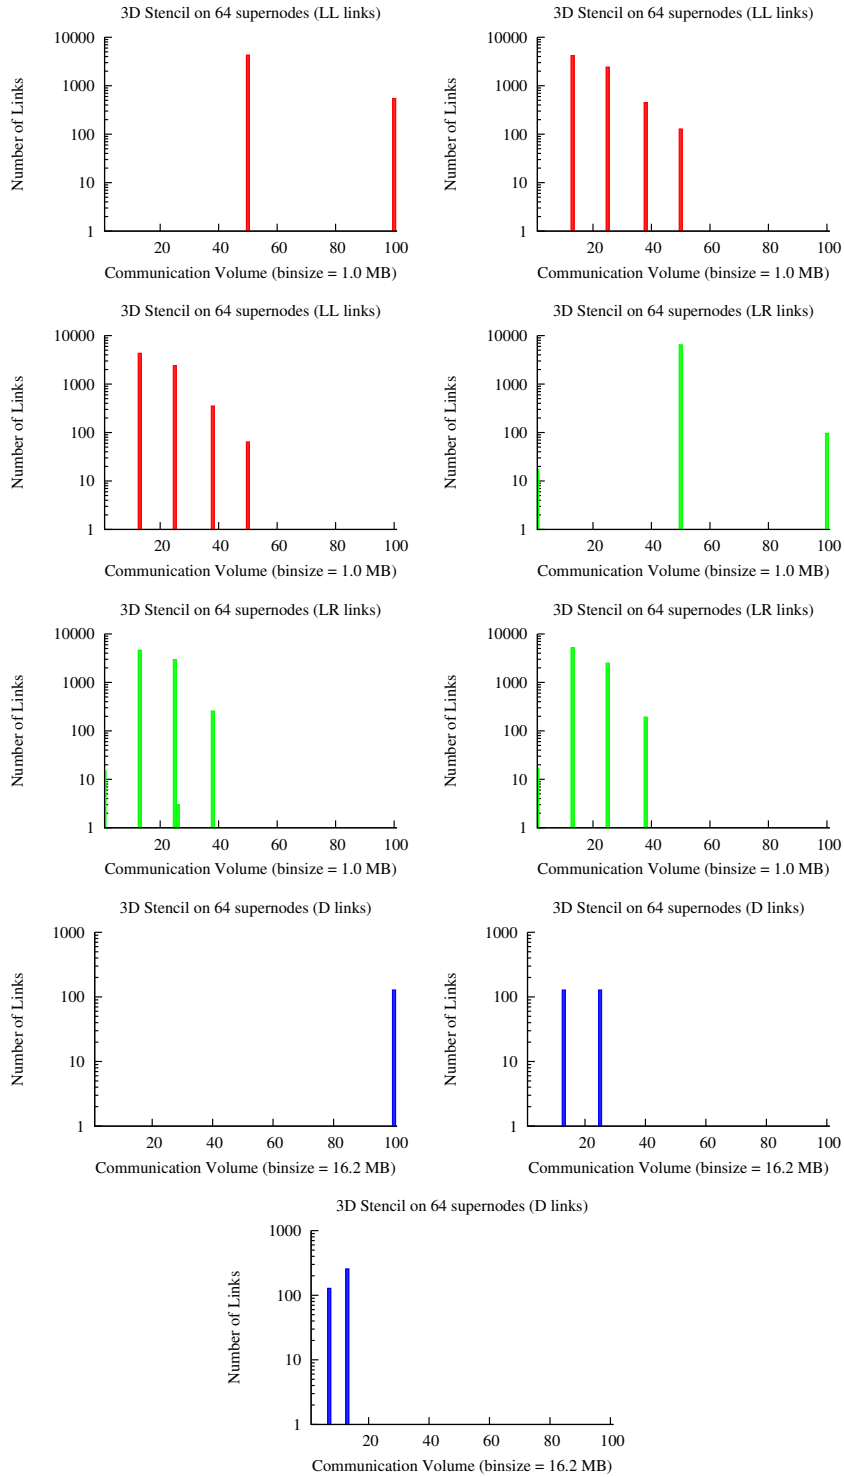 3D Stencil on 64 supernodes (LL links)
Number of Links
10000
1000
100
10
1
20 40 60 80 100
Communication Volume (binsize = 1.0 MB)
3D Stencil on 64 supernodes (LL links)
Number of Links
10000
1000
100
10
1
20 40 60 80 100
Communication Volume (binsize = 1.0 MB)
3D Stencil on 64 supernodes (LL links)
Number of Links
10000
1000
100
10
1
20 40 60 80 100
Communication Volume (binsize = 1.0 MB)
3D Stencil on 64 supernodes (LR links)
Number of Links
10000
1000
100
10
1
20 40 60 80 100
Communication Volume (binsize = 1.0 MB)
3D Stencil on 64 supernodes (LR links)
Number of Links
10000
1000
100
10
1
20 40 60 80 100
Communication Volume (binsize = 1.0 MB)
3D Stencil on 64 supernodes (LR links)
Number of Links
10000
1000
100
10
1
20 40 60 80 100
Communication Volume (binsize = 1.0 MB)
3D Stencil on 64 supernodes (D links)
Number of Links
1000
100
10
1
20 40 60 80 100
Communication Volume (binsize = 16.2 MB)
3D Stencil on 64 supernodes (D links)
Number of Links
1000
100
10
1
20 40 60 80 100
Communication Volume (binsize = 16.2 MB)
3D Stencil on 64 supernodes (D links)
Number of Links
1000
100
10
1
20 40 60 80 100
Communication Volume (binsize = 16.2 MB)